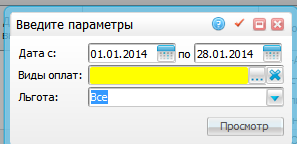 Введите параметры
Дата с: 01.01.2014 по 28.01.2014
Виды оплат: ...
Льгота: Все
Просмотр